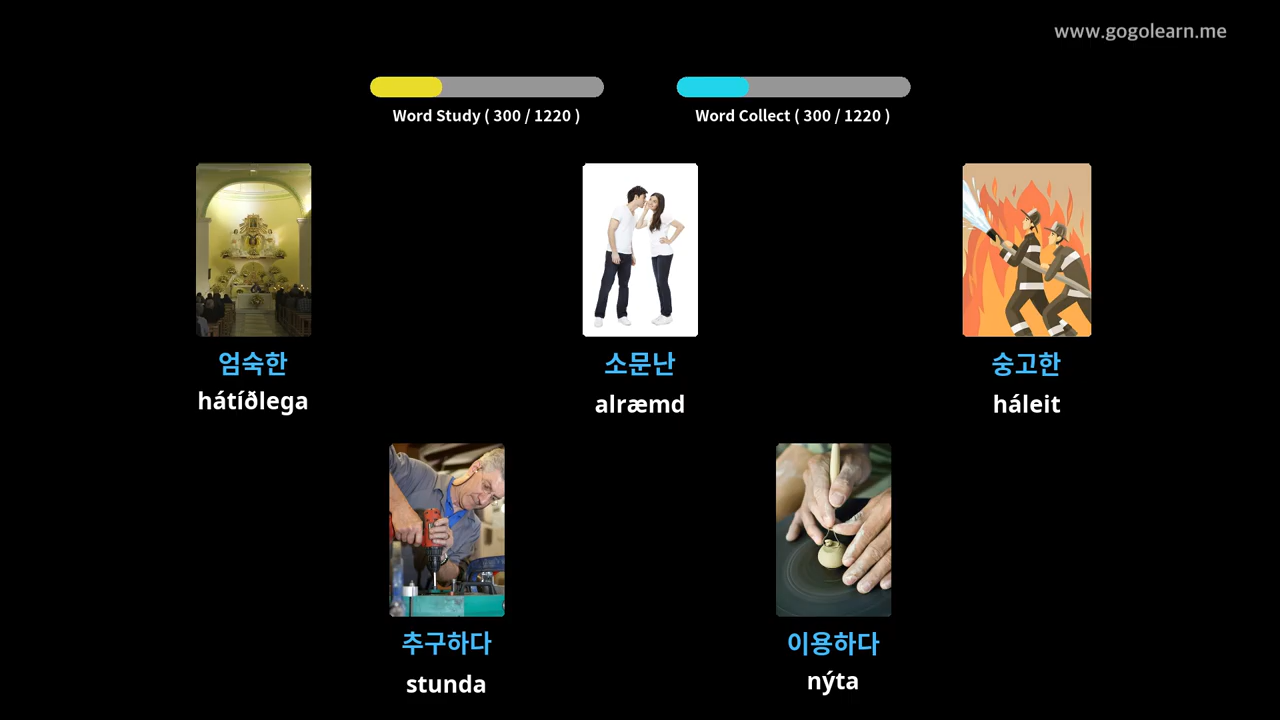 www.gogolearn.me
Word Study ( 300 / 1220 )
Word Collect ( 300 / 1220 )
엄숙한
hátíðlega
소문난
alræmd
숭고한
háleit
추구하다
stunda
이용하다
nýta